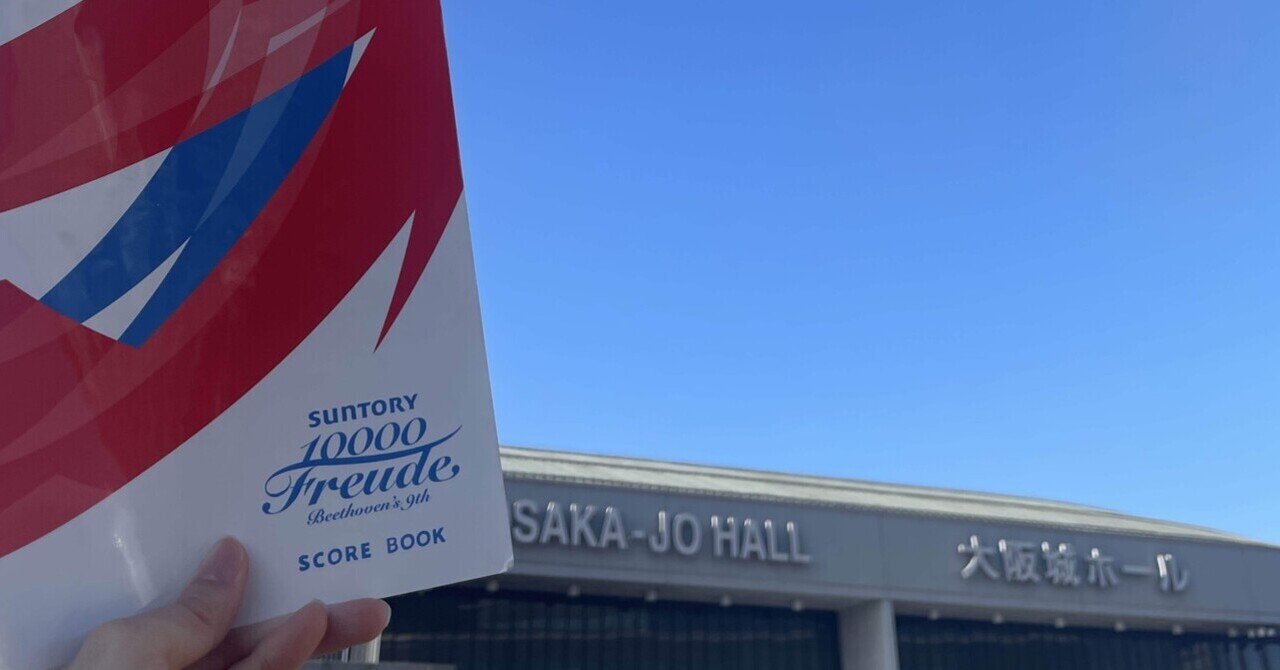 SUNTORY
10000
Freude
Beethoven's 9th
SCORE BOOK
SAKA-JO HALL
大阪城ホール